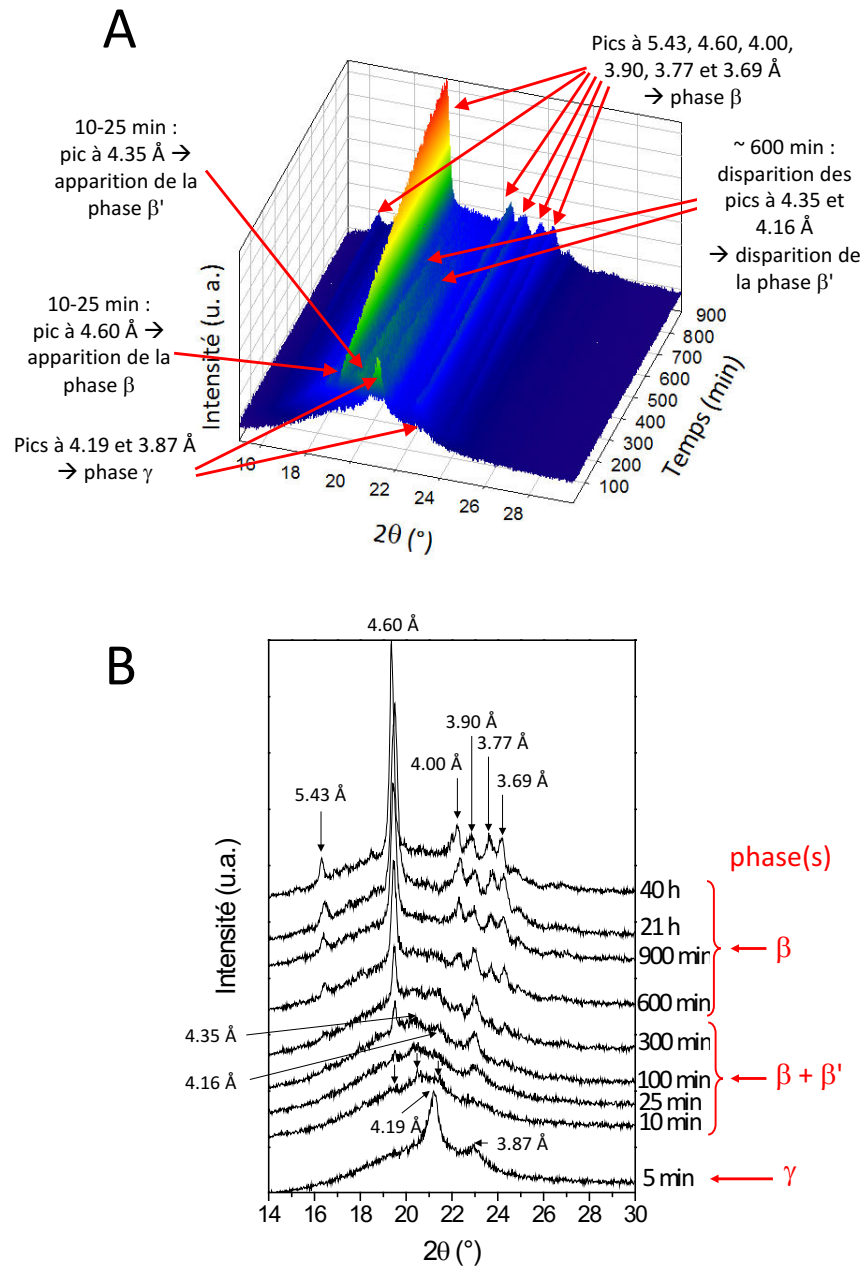 A
Pics à 5.43, 4.60, 4.00,
3.90, 3.77 et 3.69 Å
→ phase β
10-25 min :
pic à 4.35 Å →
apparition de la
phase β'
~ 600 min :
disparition des
pics à 4.35 et
4.16 Å
→ disparition de
la phase β'
10-25 min :
pic à 4.60 Å →
apparition de la
phase β
Pics à 4.19 et 3.87 Å
→ phase γ
Intensité (u. a.)
16
18
20
22
24
26
28
2θ (°)
900
800
700
600
500
400
300
200
100
Temps (min)
B
4.60 Å
3.90 Å
3.77 Å
4.00 Å
3.69 Å
5.43 Å
phase(s)
40 h
21 h
900 min
600 min
β
4.35 Å
4.16 Å
300 min
100 min
25 min
10 min
β + β'
4.19 Å
3.87 Å
5 min
γ
Intensité (u.a.)
14 16 18 20 22 24 26 28 30
2θ (°)